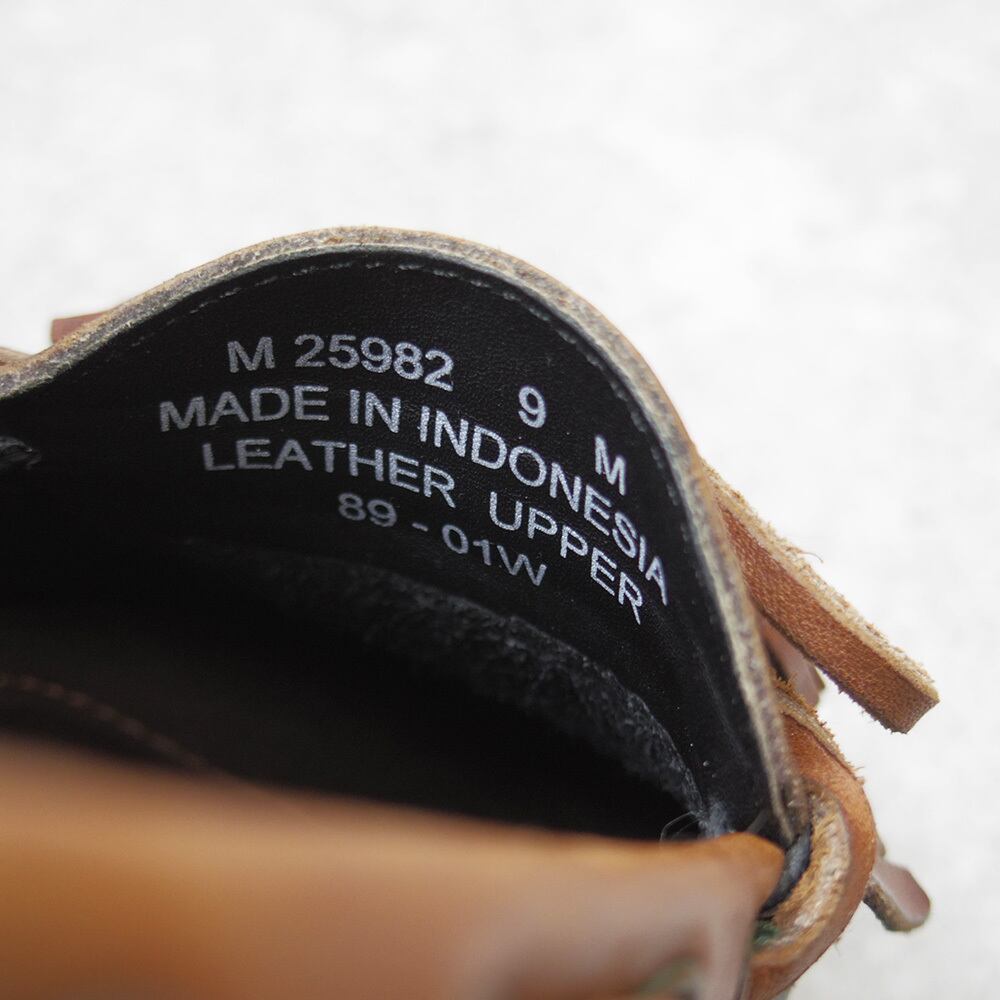 M 25982 9 M
MADE IN INDONESIA
LEATHER UPPER
89 - 01W